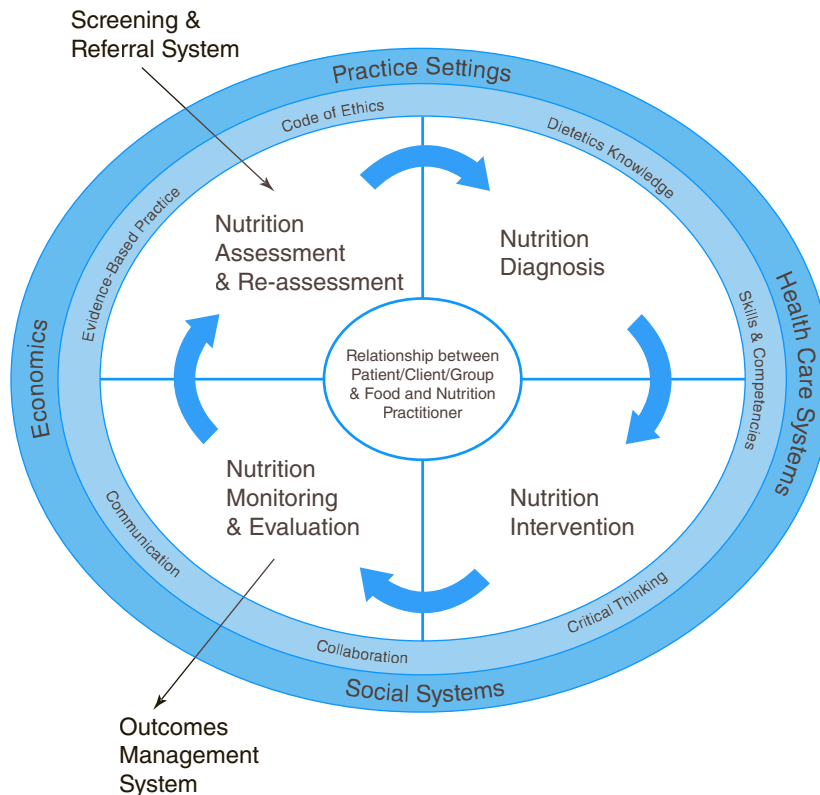 Screening &
Referral System
Practice Settings
Code of Ethics
Dietetics Knowledge
Evidence-Based Practice
Nutrition
Assessment
& Re-assessment
Nutrition
Diagnosis
Skills & Competencies
Health Care Systems
Economics
Relationship between
Patient/Client/Group
& Food and Nutrition
Practitioner
Nutrition
Monitoring
& Evaluation
Nutrition
Intervention
Communication
Critical Thinking
Collaboration
Social Systems
Outcomes
Management
System